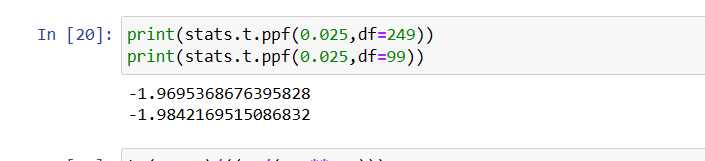 In [20]: print(stats.t.ppf(0.025,df=249))
print(stats.t.ppf(0.025,df=99))
-1.9695368676395828
-1.9842169515086832